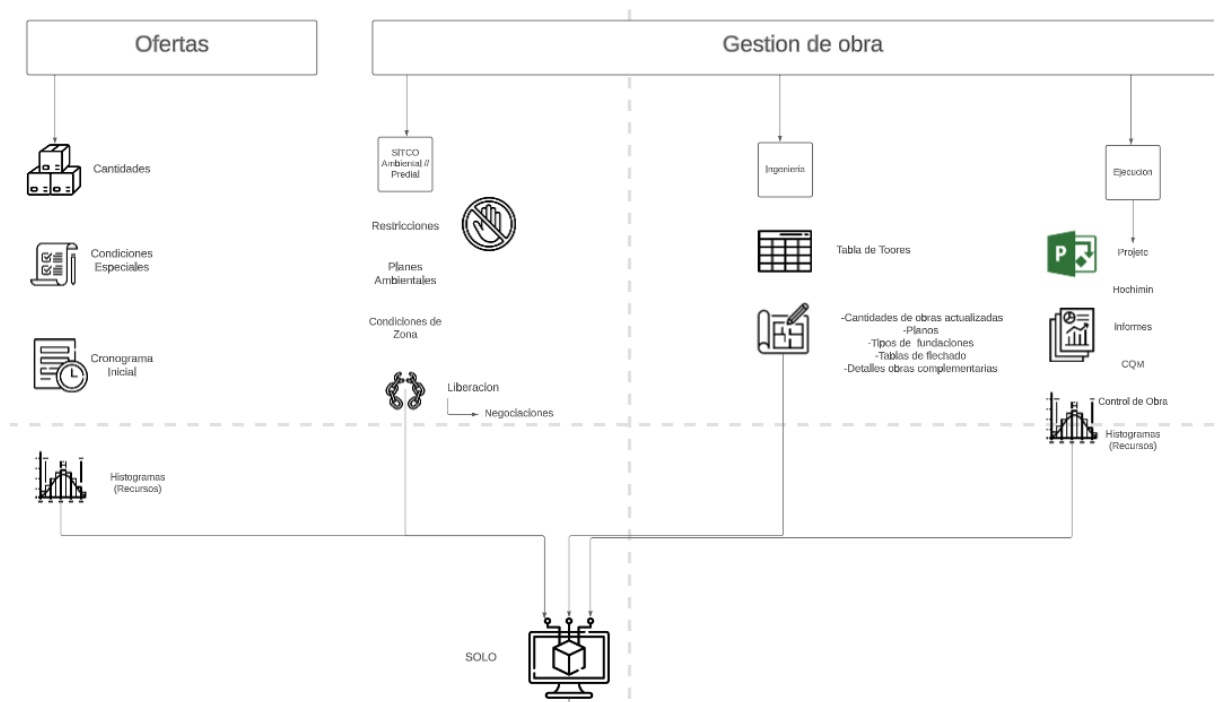 Ofertas
Gestion de obra
Cantidades
Condiciones
Especiales
Cronograma
Inicial
Histogramas
(Recursos)
SITCO
Ambiental //
Predial
Restricciones
Planes
Ambientales
Condiciones de
Zona
Liberacion
Negociaciones
Ingenieria
Tabla de Toores
-Cantidades de obras actualizadas
-Planos
-Tipos de fundaciones
-Tablas de flechado
-Detalles obras complementarias
Ejecucion
P
Projetc
Hochimin
Informes
CQM
Control de Obra
Histogramas
(Recursos)
SOLO